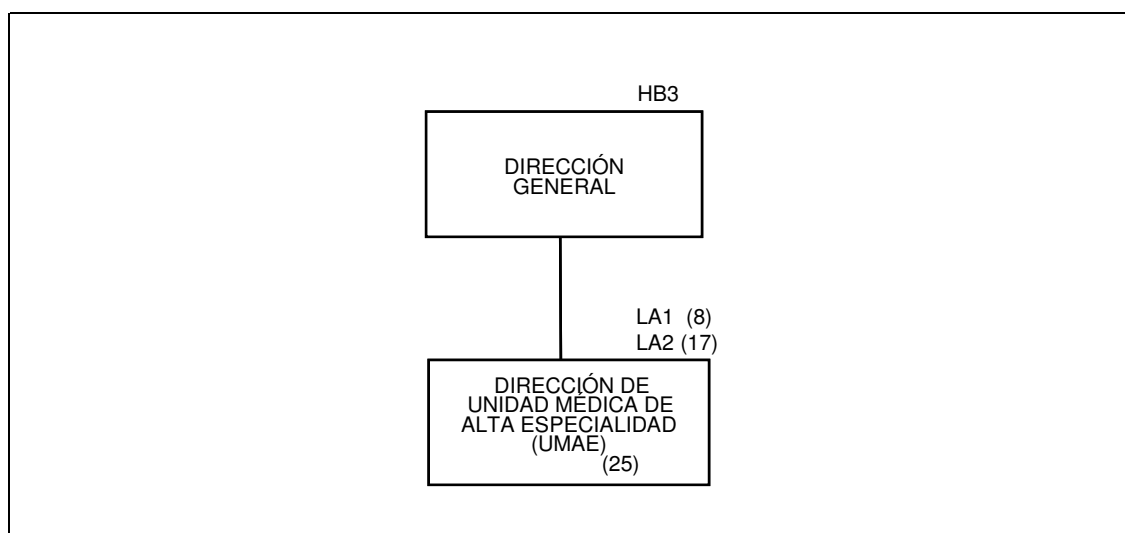 HB3
DIRECCIÓN
GENERAL
LA1 (8)
LA2 (17)
DIRECCIÓN DE
UNIDAD MÉDICA DE
ALTA ESPECIALIDAD
(UMAE)
(25)